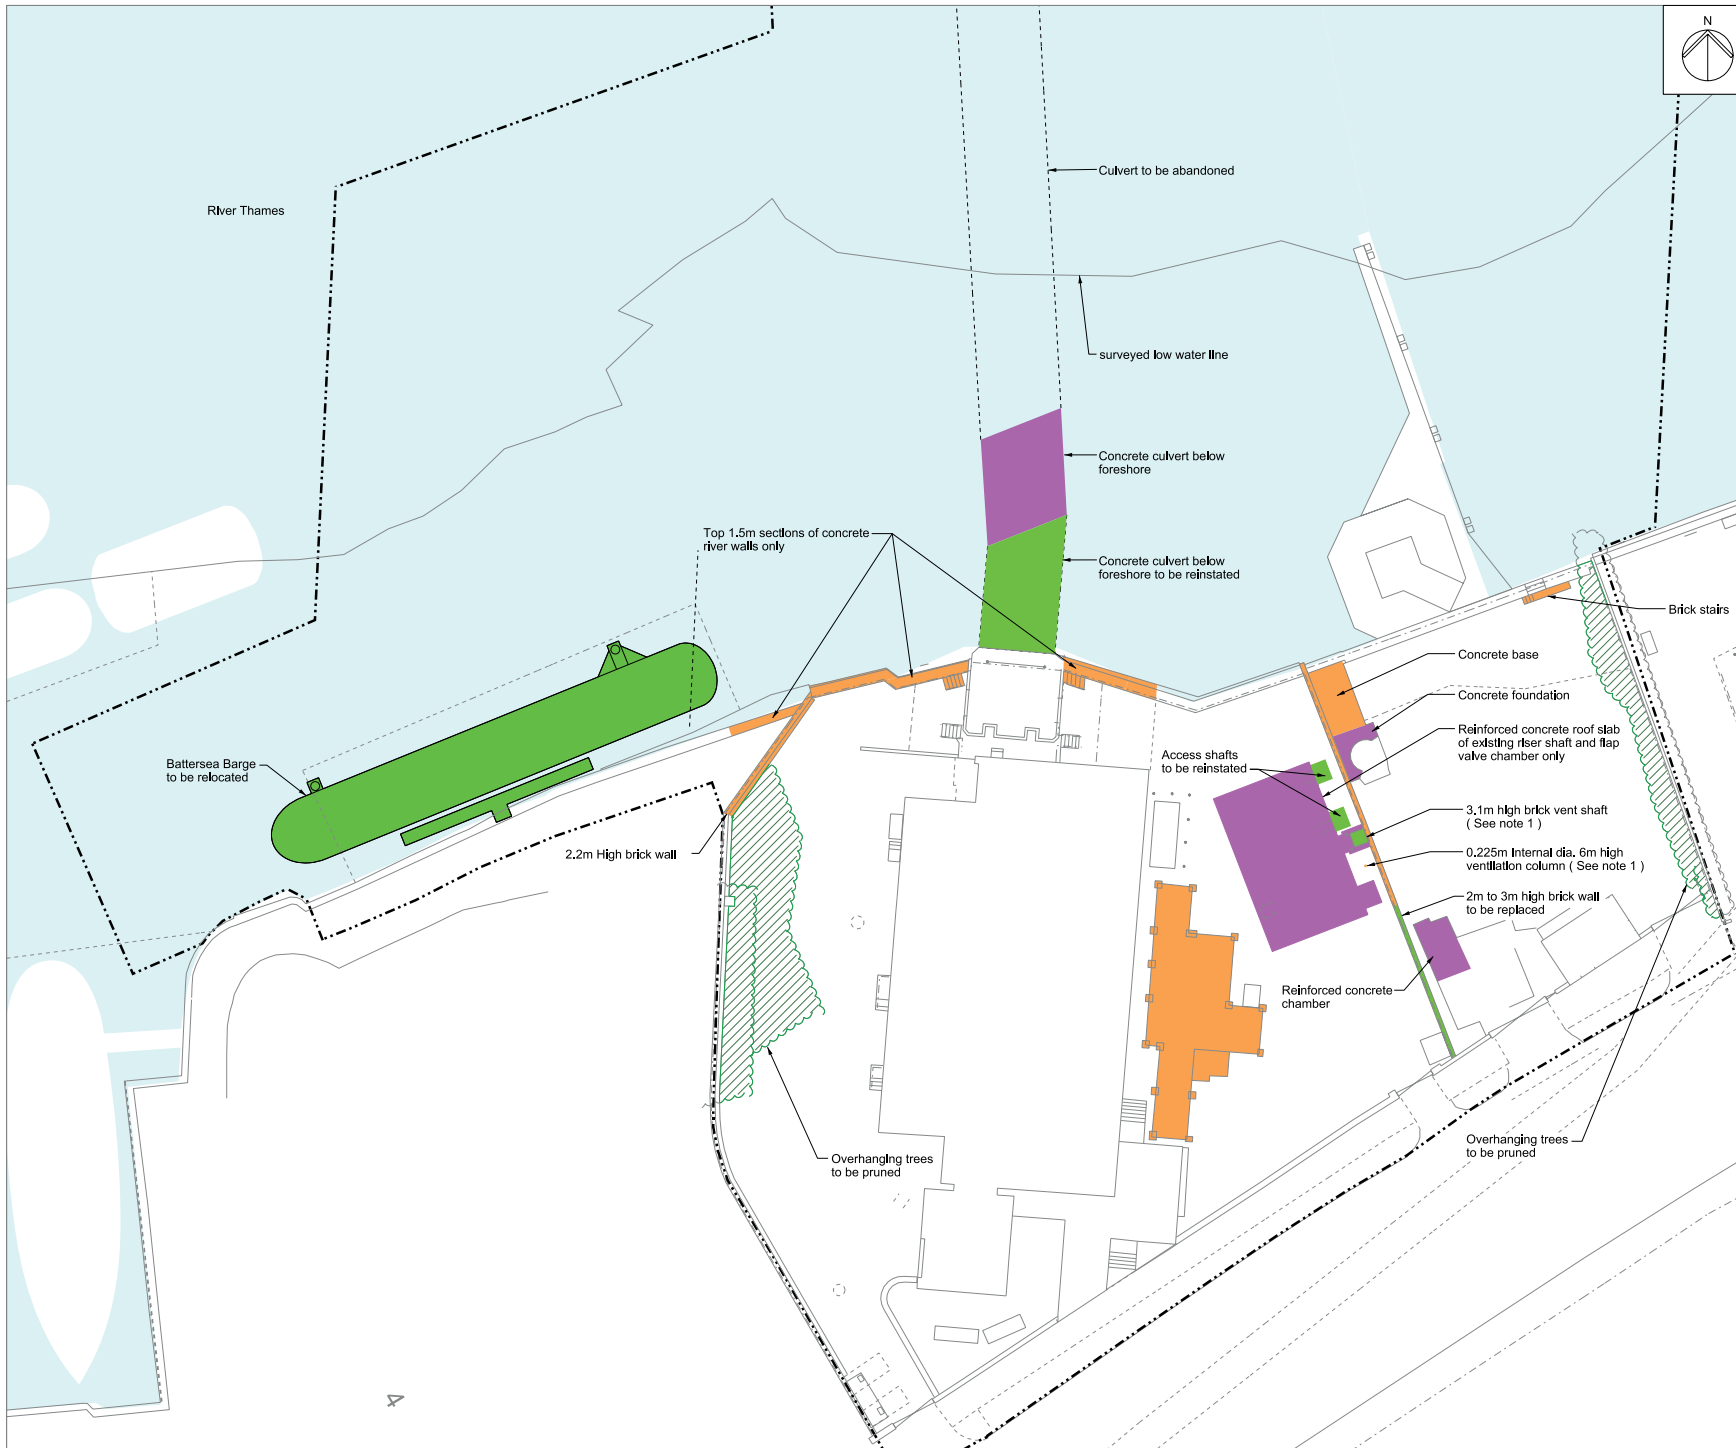 N
Culvert to be abandoned
River Thames
surveyed low water line
Concrete culvert below
foreshore
Top 1.5m sections of concrete
river walls only
Concrete culvert below
foreshore to be reinstated
Brick stairs
Concrete base
Concrete foundation
Reinforced concrete roof slab
of existing riser shaft and flap
valve chamber only
Access shafts
to be reinstated
Battersea Barge
to be relocated
3.1m high brick vent shaft
( See note 1 )
2.2m High brick wall
0.225m Internal dia. 6m high
ventilation column ( See note 1 )
2m to 3m high brick wall
to be replaced
Reinforced concrete
chamber
Overhanging trees
to be pruned
Overhanging trees
to be pruned
4